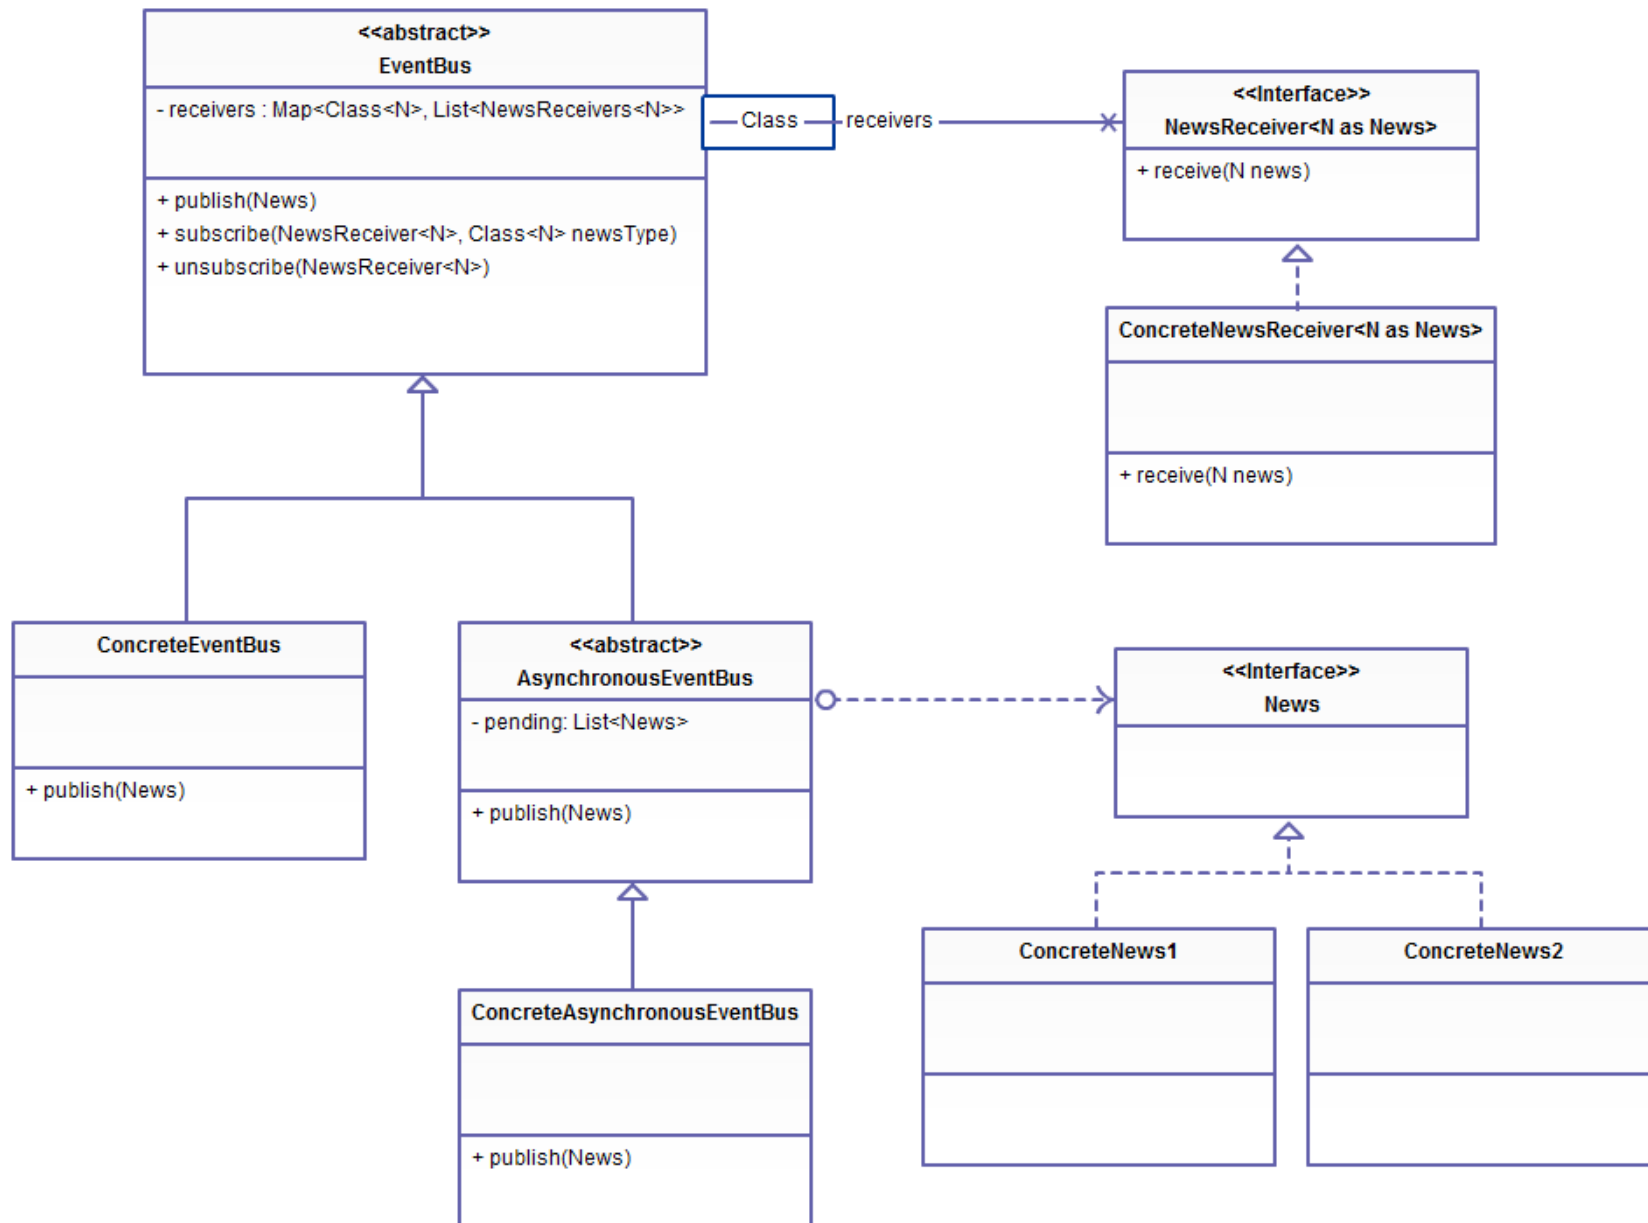 <<abstract>>
EventBus
- receivers : Map<Class<N>, List<NewsReceivers<N>>
+ publish(News)
+ subscribe(NewsReceiver<N>, Class<N> newsType)
+ unsubscribe(NewsReceiver<N>)
Class
receivers
<<Interface>>
NewsReceiver<N as News>
+ receive(N news)
ConcreteNewsReceiver<N as News>
+ receive(N news)
ConcreteEventBus
+ publish(News)
<<abstract>>
AsynchronousEventBus
- pending: List<News>
+ publish(News)
<<Interface>>
News
ConcreteNews1
ConcreteNews2
ConcreteAsynchronousEventBus
+ publish(News)